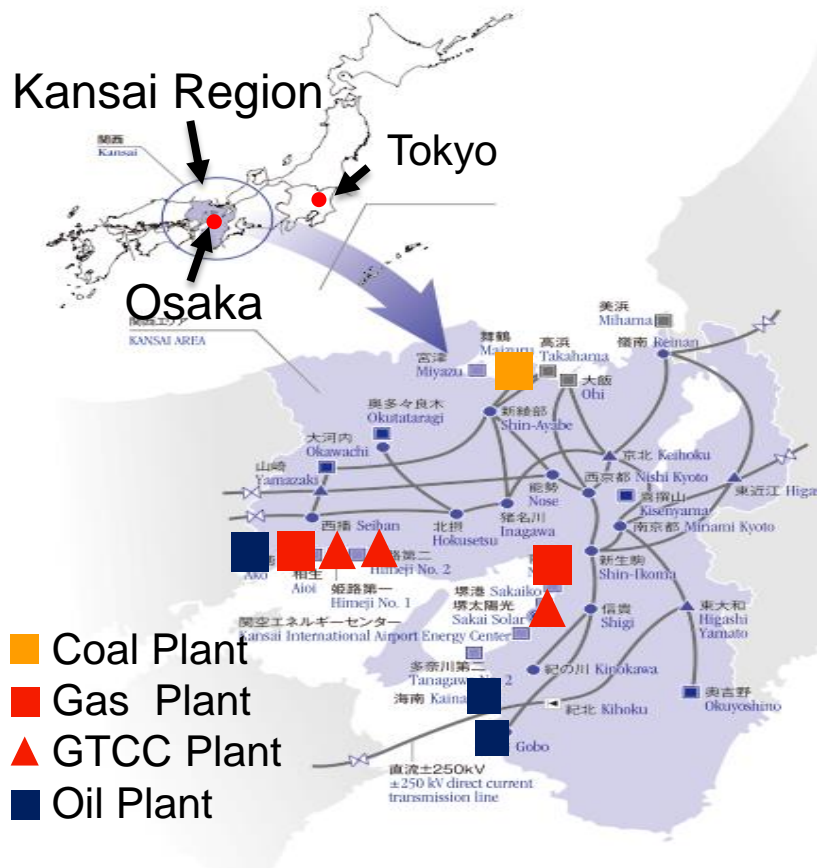 Kansai Region
関西
Kansai
Tokyo
Osaka
関西エリア
KANSAI AREA
美浜
Mihama
舞鶴
Maizuru
高浜
Takahama
嶺南 Reinan
宮津
Miyazu
大飯
Ohi
奥多々良木
Okutataragi
新綾部
Shin-Ayabe
大河内
Okawachi
京北 Keihoku
山崎
Yamazaki
能勢
Nose
西京都 Nishi Kyoto
喜撰山
Kisenyama
東近江 Higas
西播 Seiban
北摂
Hokusetsu
猪名川
Inagawa
南京都 Minami Kyoto
Ako
相生
Aioi
路第二
Himeji No. 2
姫路第一
Himeji No. 1
新生駒
Shin-Ikoma
堺港 Sakaiko
堺太陽光
Sakai Solar
信貴
Shigi
東大和
Higashi
Yamato
関空エネルギーセンター
Kansai International Airport Energy Center
多奈川第二
Tanagawa No. 2
紀の川 Kinokawa
海南 Kaina
紀北 Kihoku
奥吉野
Okuyoshino
Gobo
直流±250kV
±250 kV direct current
transmission line
Coal Plant
Gas Plant
GTCC Plant
Oil Plant